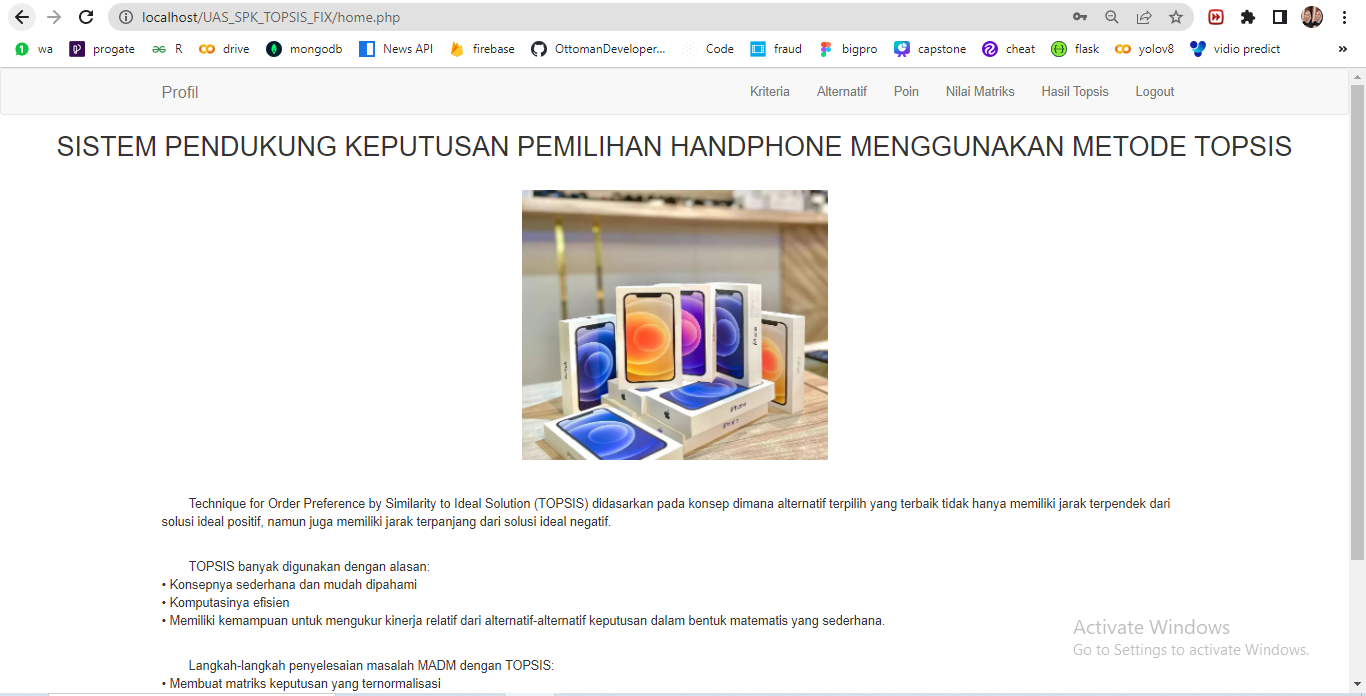 localhost/UAS_SPK_TOPSIS_FIX/home.php
wa progate R drive mongodb News API firebase OttomanDeveloper... Code fraud bigpro capstone cheat flask yolov8 vidio predict »
Profil Kriteria Alternatif Poin Nilai Matriks Hasil Topsis Logout
SISTEM PENDUKUNG KEPUTUSAN PEMILIHAN HANDPHONE MENGGUNAKAN METODE TOPSIS
iPhone
Technique for Order Preference by Similarity to Ideal Solution (TOPSIS) didasarkan pada konsep dimana alternatif terpilih yang terbaik tidak hanya memiliki jarak terpendek dari
solusi ideal positif, namun juga memiliki jarak terpanjang dari solusi ideal negatif.
TOPSIS banyak digunakan dengan alasan:
• Konsepnya sederhana dan mudah dipahami
• Komputasinya efisien
• Memiliki kemampuan untuk mengukur kinerja relatif dari alternatif-alternatif keputusan dalam bentuk matematis yang sederhana.
Langkah-langkah penyelesaian masalah MADM dengan TOPSIS:
• Membuat matriks keputusan yang ternormalisasi
Activate Windows
Go to Settings to activate Windows.